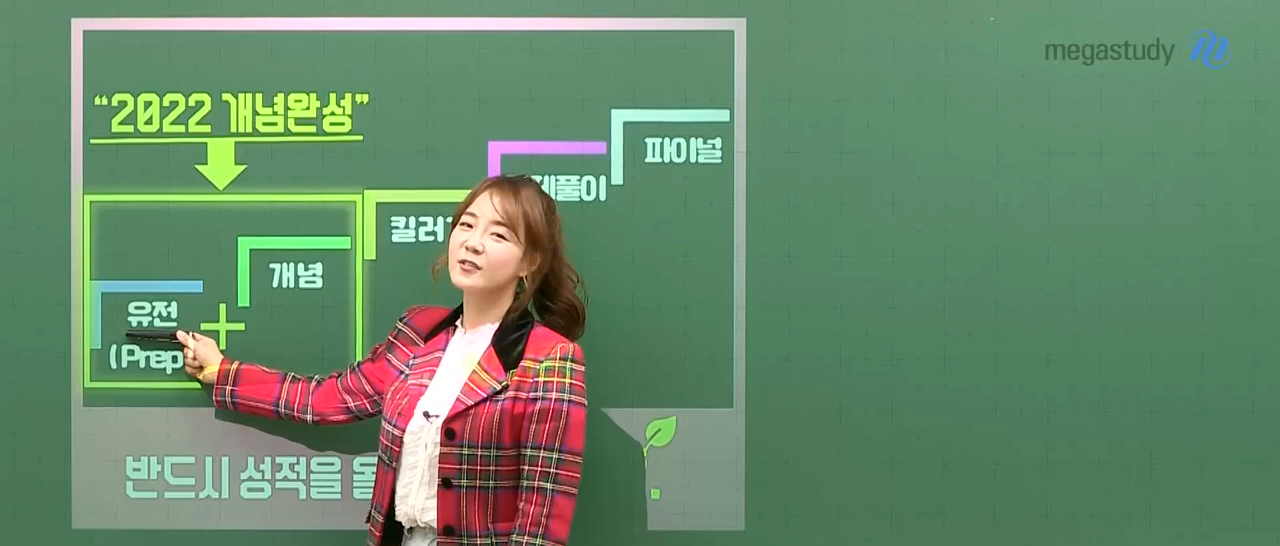 megastudy
“2022 개념완성”
파이널
제풀이
킬러
개념
유전
+
(Prep
반드시 성적을 올